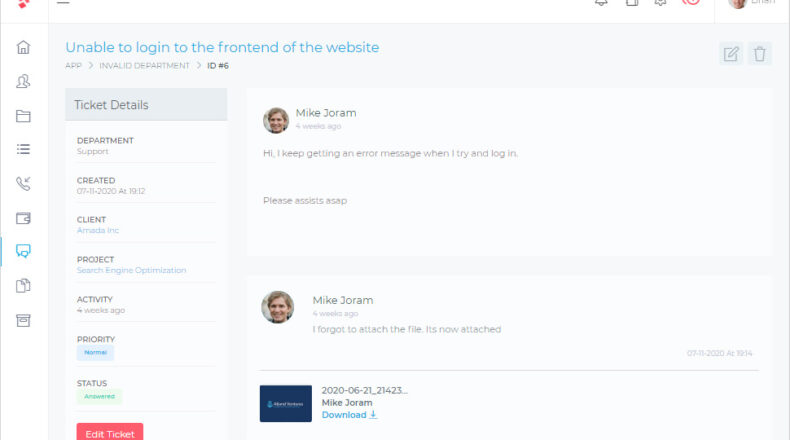 Brian
Unable to login to the frontend of the website
APP > INVALID DEPARTMENT > ID #6
Ticket Details
DEPARTMENT
Support
CREATED
07-11-2020 At 19:12
CLIENT
Amada Inc
PROJECT
Search Engine Optimization
ACTIVITY
4 weeks ago
PRIORITY
Normal
STATUS
Answered
Edit Ticket
Mike Joram
4 weeks ago
Hi, I keep getting an error message when I try and log in.
Please assists asap
Mike Joram
4 weeks ago
I forgot to attach the file. Its now attached
07-11-2020 At 19:14
2020-06-21_21423...
Mike Joram
Download